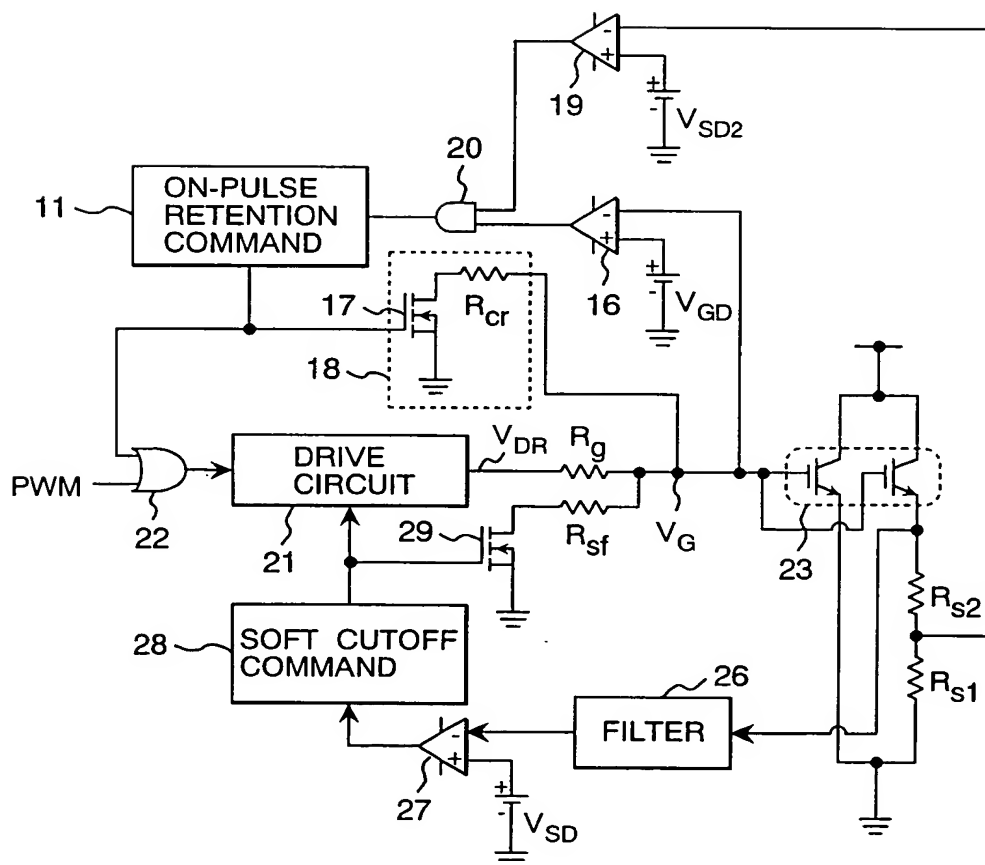 -
+
19
+
-
V_SD2
20
11
ON-PULSE
RETENTION
COMMAND
-
+
16
+
-
V_GD
17
R_cr
18
V_DR
R_g
DRIVE
CIRCUIT
PWM
22
21
29
R_sf
V_G
23
R_s2
28
SOFT CUTOFF
COMMAND
26
R_s1
FILTER
-
+
27
+
-
V_SD